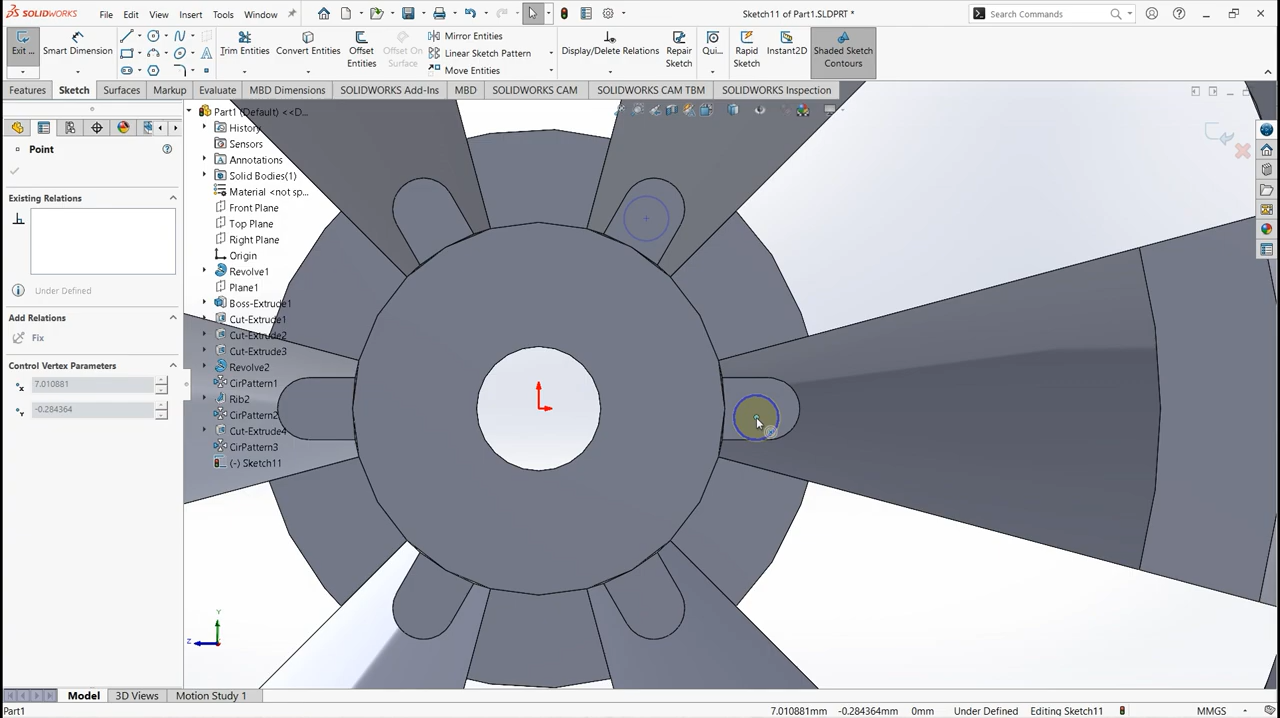 SOLIDWORKS File Edit View Insert Tools Window Sketch11 of Part1.SLDPRT * Search Commands
Exit ... Smart Dimension Trim Entities Convert Entities Offset Entities Offset On Surface Mirror Entities Linear Sketch Pattern Move Entities Display/Delete Relations Repair Sketch Qui... Rapid Sketch Instant2D Shaded Sketch Contours
Features Sketch Surfaces Markup Evaluate MBD Dimensions SOLIDWORKS Add-Ins MBD SOLIDWORKS CAM SOLIDWORKS CAM TBM SOLIDWORKS Inspection
Point
Existing Relations
Under Defined
Add Relations
Fix
Control Vertex Parameters
7.010881
-0.284364
Part1 (Default) <<D...
History
Sensors
Annotations
Solid Bodies(1)
Material <not sp...
Front Plane
Top Plane
Right Plane
Origin
Revolve1
Plane1
Boss-Extrude1
Cut-Extrude1
Cut-Extrude2
Cut-Extrude3
Revolve2
CirPattern1
Rib2
CirPattern2
Cut-Extrude4
CirPattern3
(-) Sketch11
Y
Z
Model 3D Views Motion Study 1
Part1 7.010881mm -0.284364mm 0mm Under Defined Editing Sketch11 MMGS